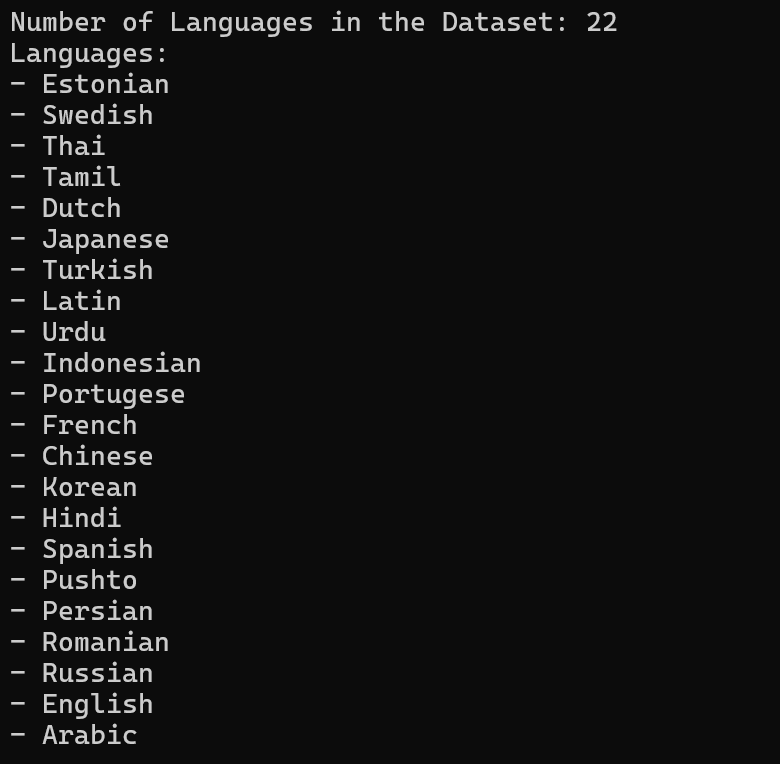 Number of Languages in the Dataset: 22
Languages:
- Estonian
- Swedish
- Thai
- Tamil
- Dutch
- Japanese
- Turkish
- Latin
- Urdu
- Indonesian
- Portugese
- French
- Chinese
- Korean
- Hindi
- Spanish
- Pushto
- Persian
- Romanian
- Russian
- English
- Arabic